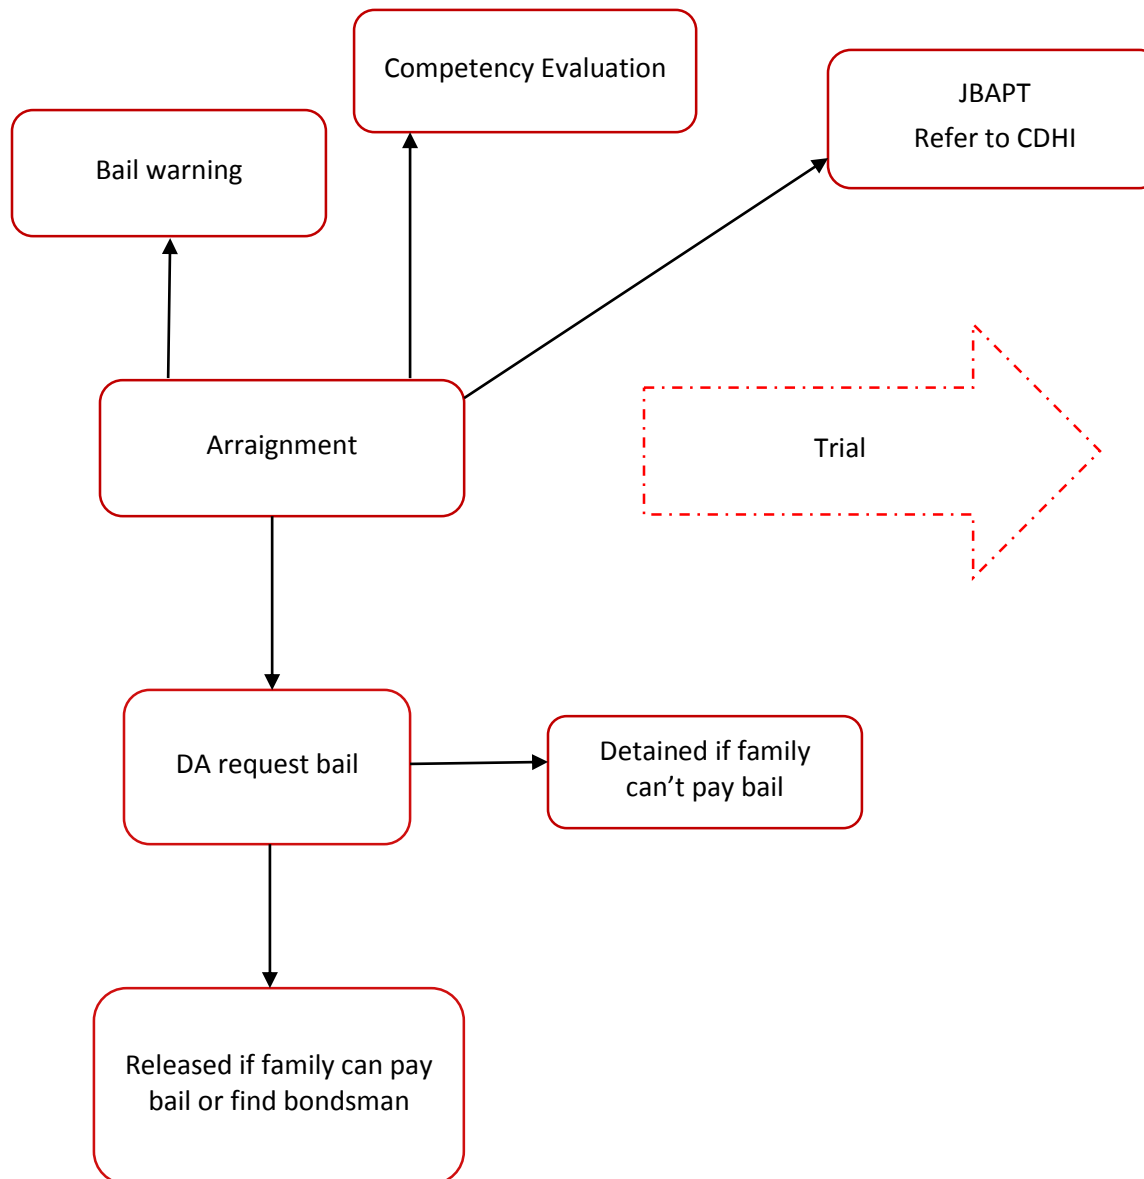 Competency Evaluation
JBAPT
Refer to CDHI
Bail warning
Arraignment
Trial
DA request bail
Detained if family
can’t pay bail
Released if family can pay
bail or find bondsman